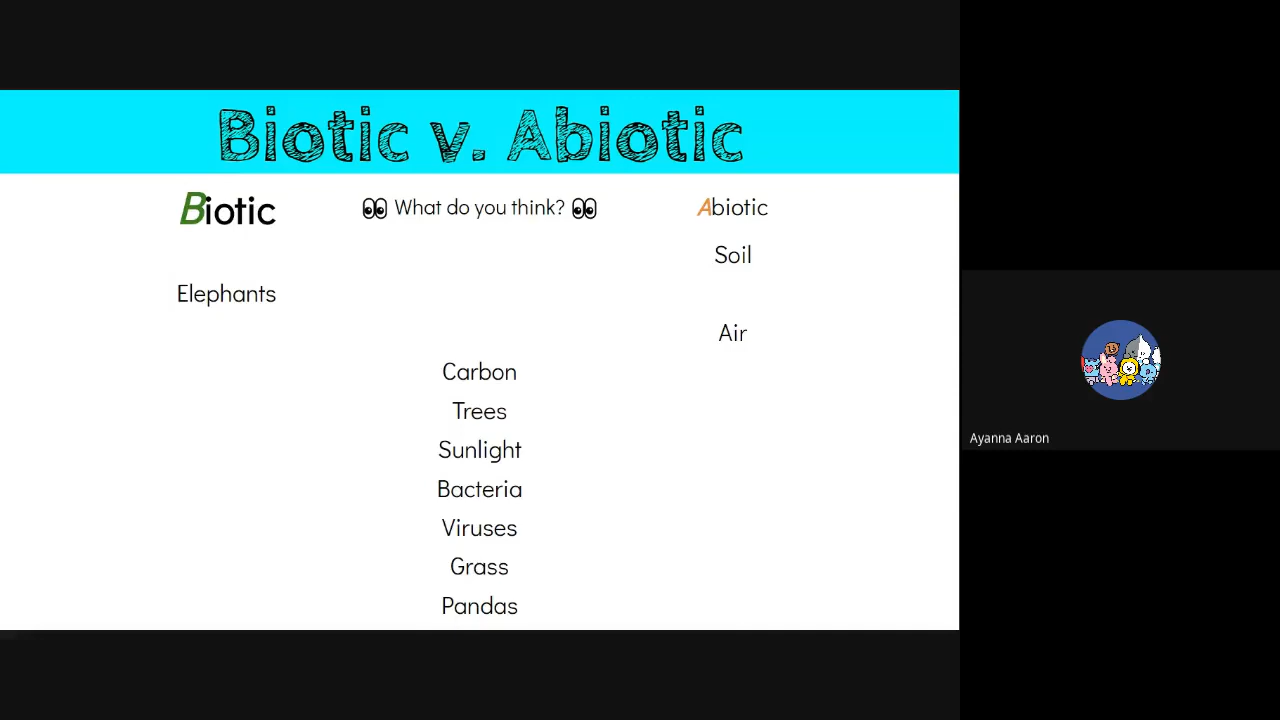 Biotic v. Abiotic
Biotic
👀 What do you think? 👀
Abiotic
Soil
Elephants
Air
Carbon
Trees
Sunlight
Bacteria
Viruses
Grass
Pandas
Ayanna Aaron